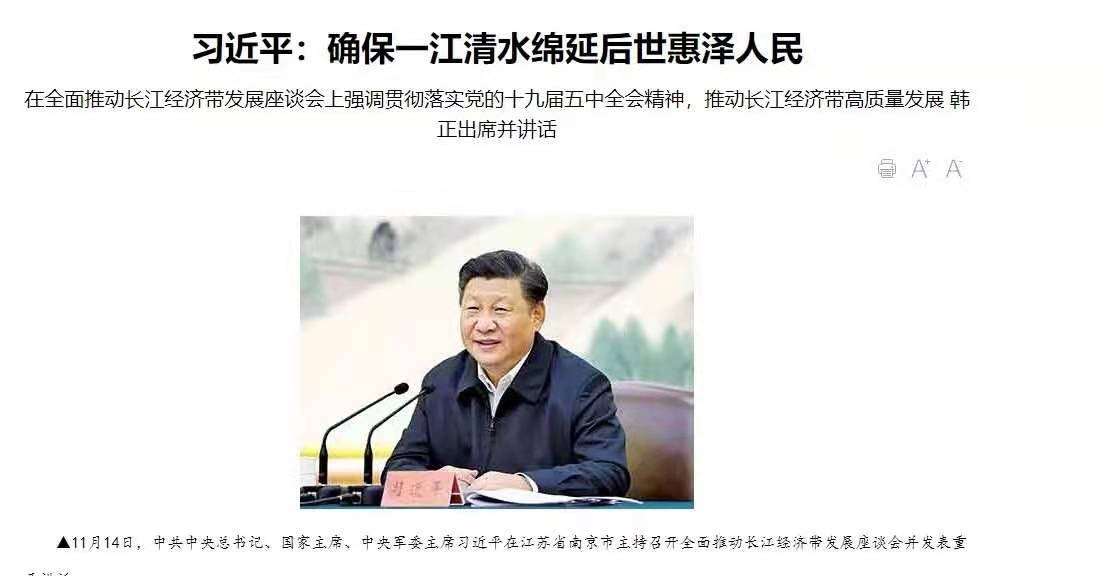 习近平：确保一江清水绵延后世惠泽人民
在全面推动长江经济带发展座谈会上强调贯彻落实党的十九届五中全会精神，推动长江经济带高质量发展 韩
正出席并讲话
A+ A-
习近平
▲11月14日，中共中央总书记、国家主席、中央军委主席习近平在江苏省南京市主持召开全面推动长江经济带发展座谈会并发表重